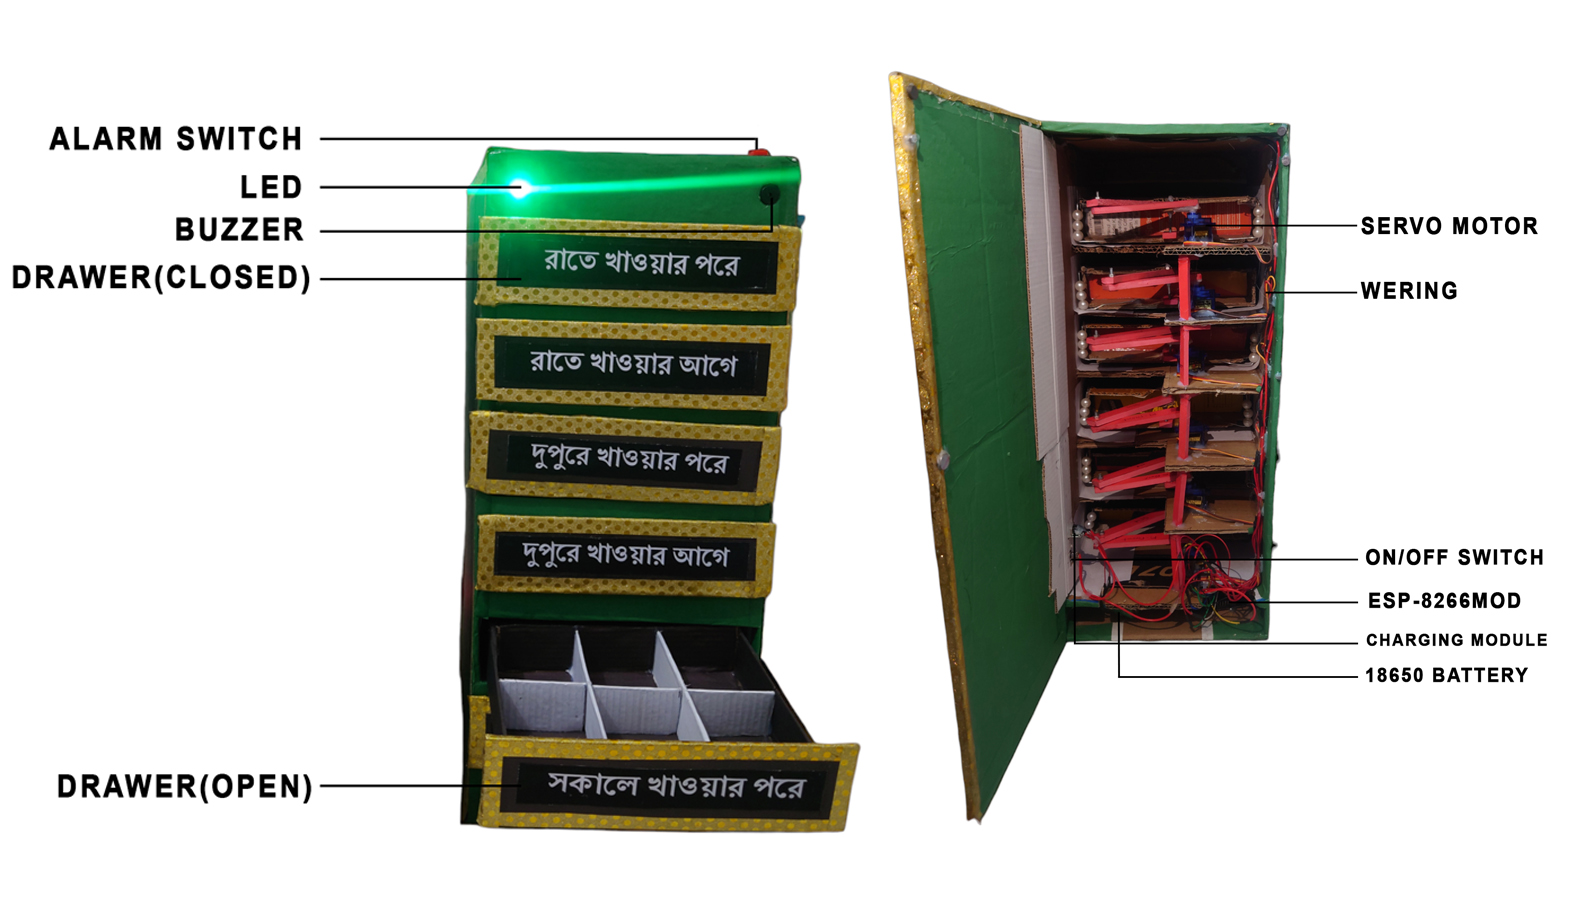 ALARM SWITCH
LED
BUZZER
DRAWER(CLOSED)
রাতে খাওয়ার পরে
রাতে খাওয়ার আগে
দুপুরে খাওয়ার পরে
দুপুরে খাওয়ার আগে
DRAWER(OPEN)
সকালে খাওয়ার পরে
SERVO MOTOR
WERING
ON/OFF SWITCH
ESP-8266MOD
CHARGING MODULE
18650 BATTERY